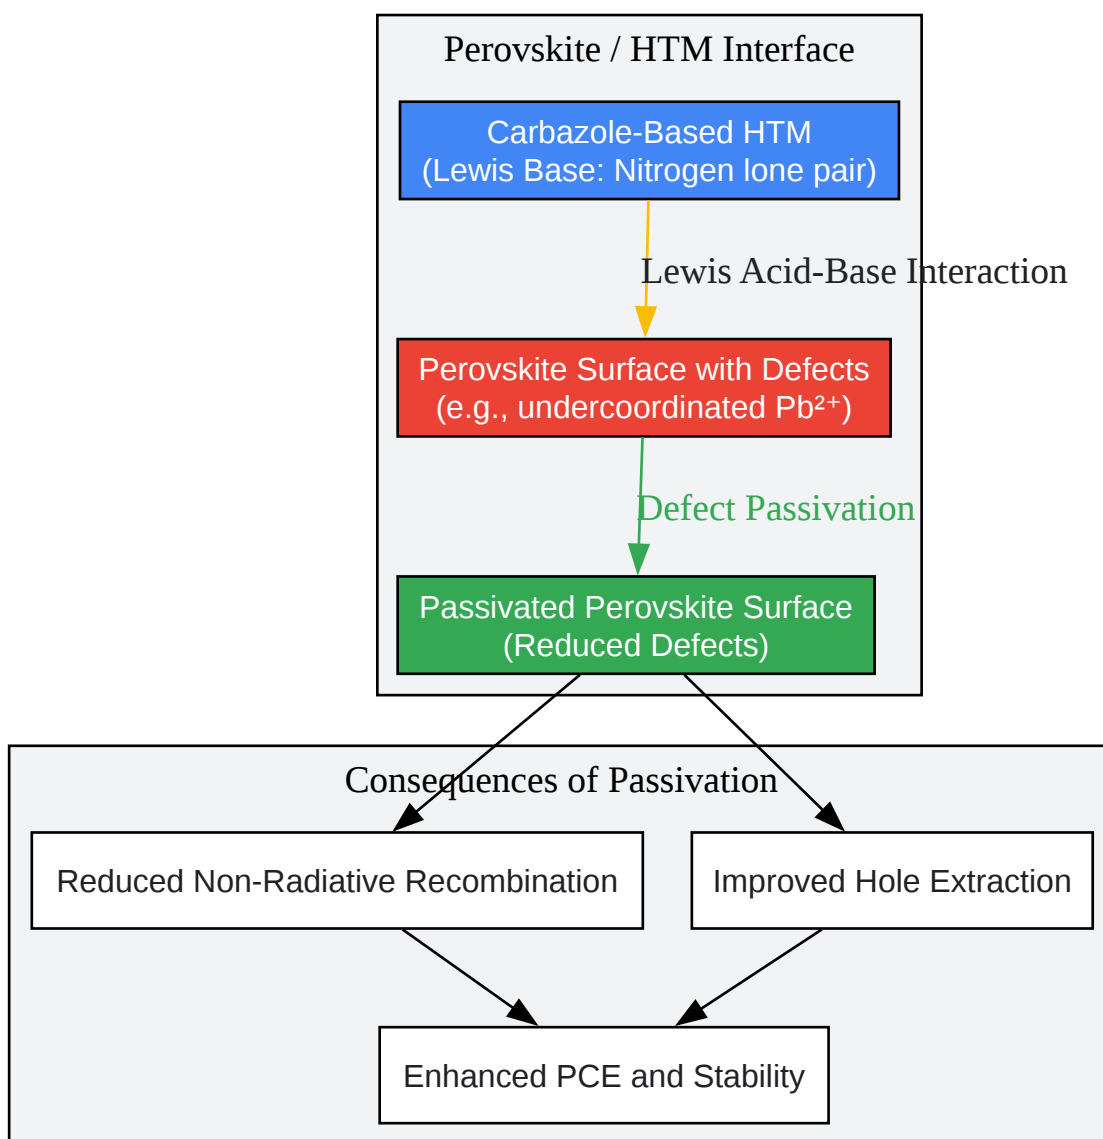 Perovskite / HTM Interface
Carbazole-Based HTM
(Lewis Base: Nitrogen lone pair)
Lewis Acid-Base Interaction
Perovskite Surface with Defects
(e.g., undercoordinated Pb²⁺)
Defect Passivation
Passivated Perovskite Surface
(Reduced Defects)
Consequences of Passivation
Reduced Non-Radiative Recombination
Improved Hole Extraction
Enhanced PCE and Stability